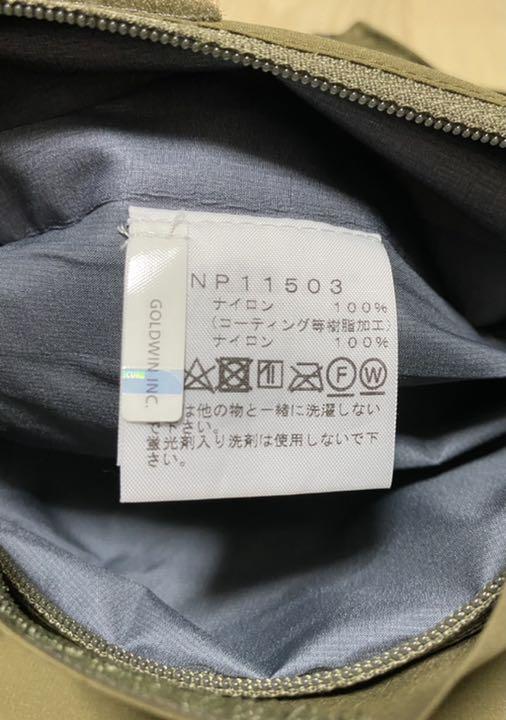 NP11503
ナイロン 100%
(コーティング等樹脂加工)
ナイロン 100%
F W
は他の物と一緒に洗濯しない
下さい。
蛍光剤入り洗剤は使用しないで下
さい。
GOLDWIN INC.